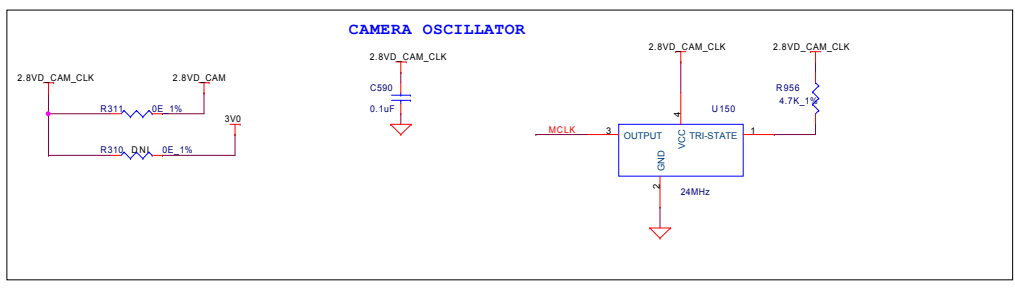 CAMERA OSCILLATOR
2.8VD_CAM_CLK
2.8VD_CAM
R311
0E_1%
3V0
R310
DNI
0E_1%
2.8VD_CAM_CLK
C590
0.1uF
2.8VD_CAM_CLK
2.8VD_CAM_CLK
R956
4.7K_1%
U150
4
MCLK
3
OUTPUT
VCC
TRI-STATE
1
GND
2
24MHz